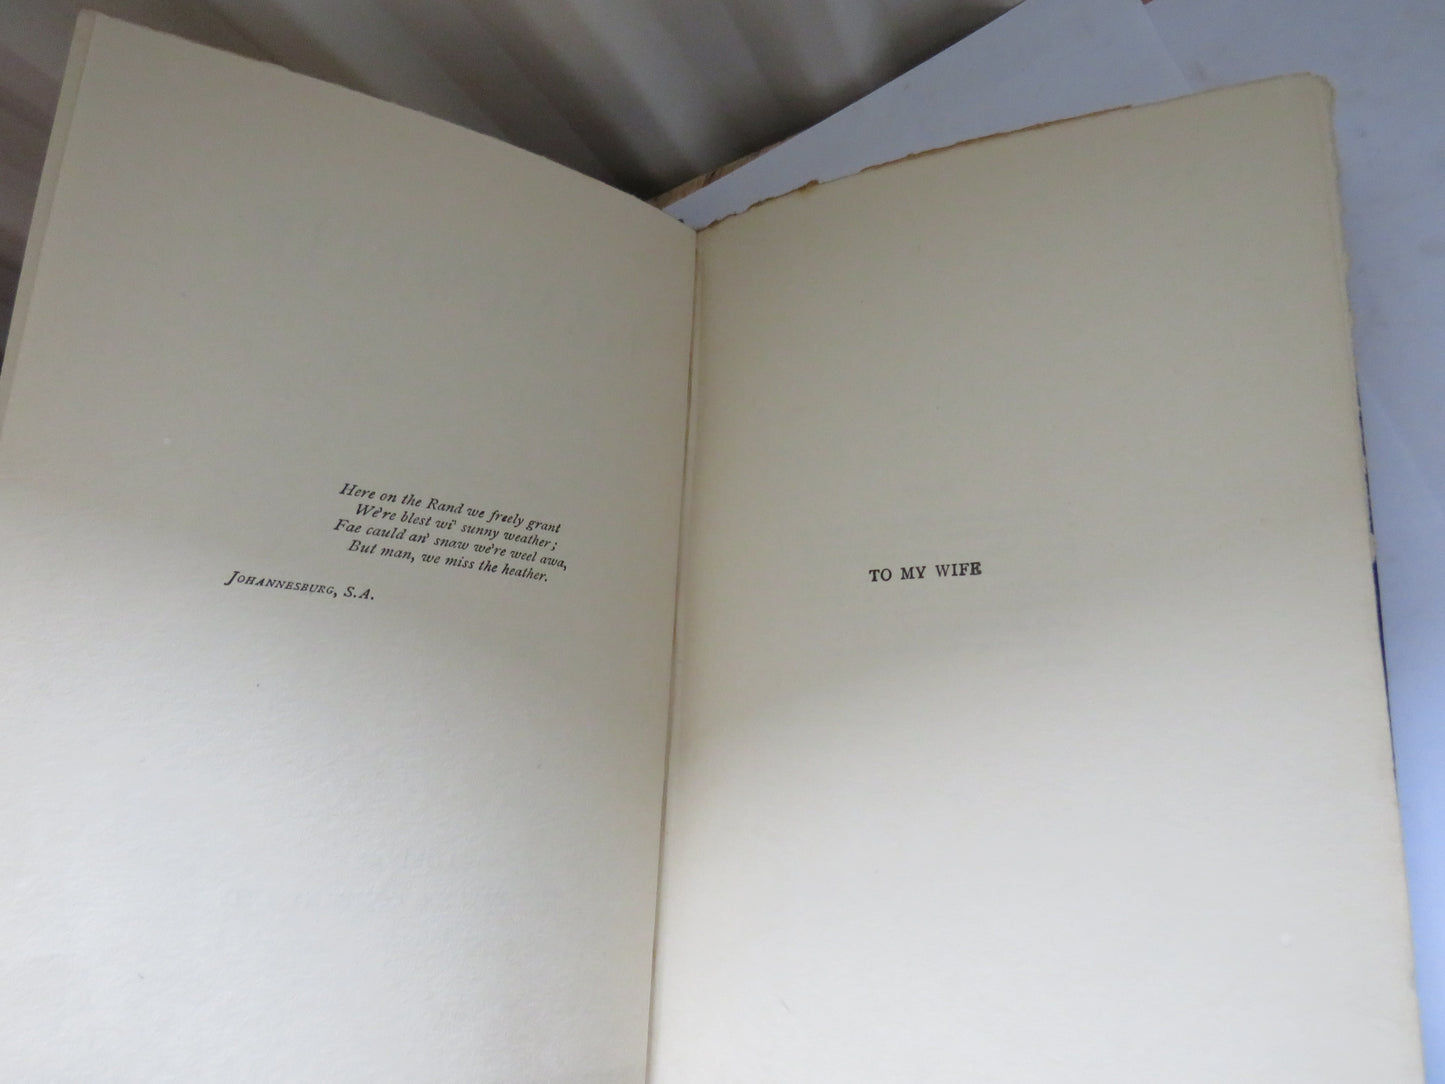 Here on the Rand we freely grant
We're blest wi' sunny weather;
Fae cauld an' snaw we're weel awa,
But man, we miss the heather.
JOHANNESBURG, S.A.
TO MY WIFE